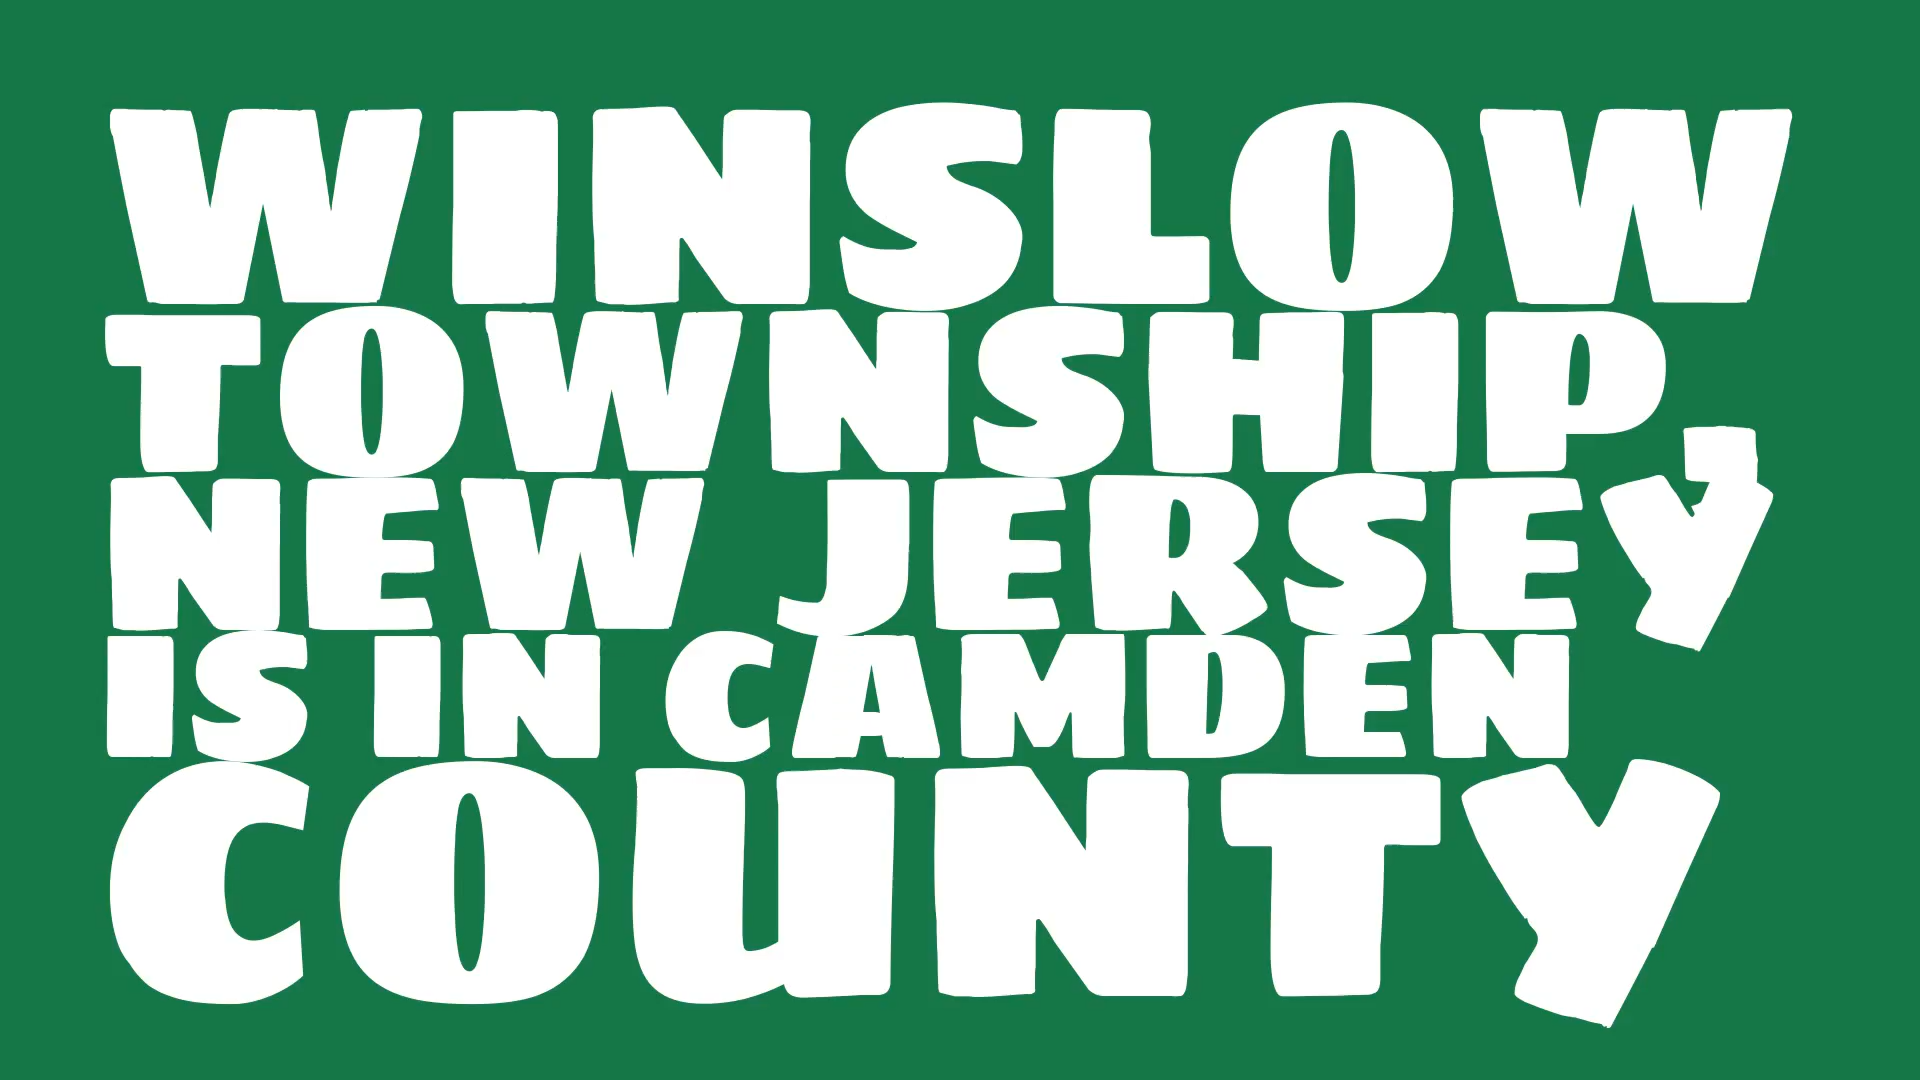 WINSLOW
TOWNSHIP,
NEW JERSEY
IS IN CAMDEN
COUNTY